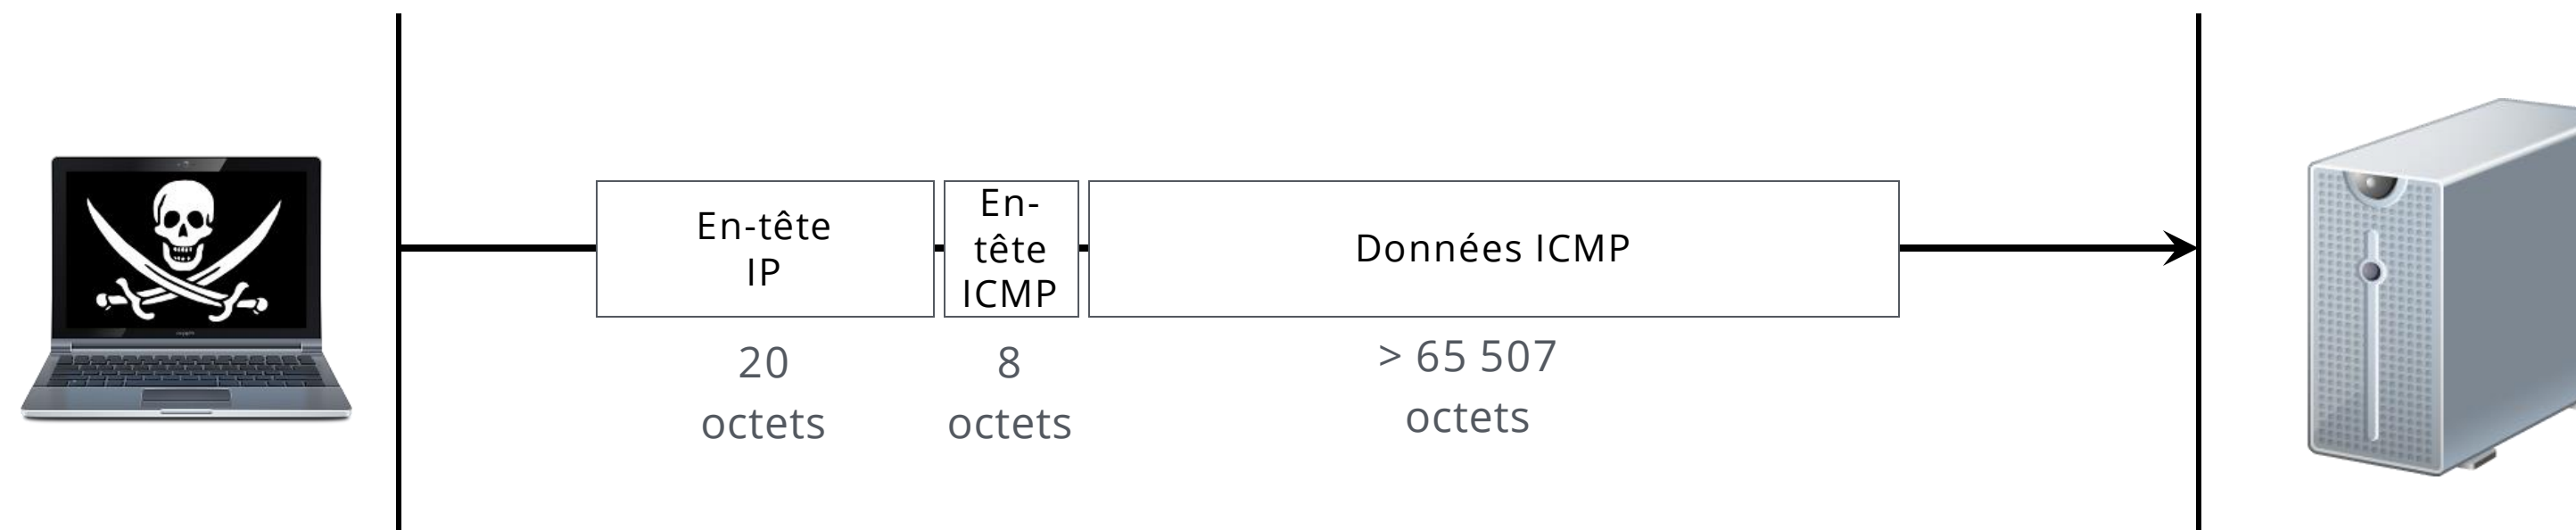 En-tête
IP
En-
tête
ICMP
Données ICMP
20
octets
8
octets
> 65 507
octets